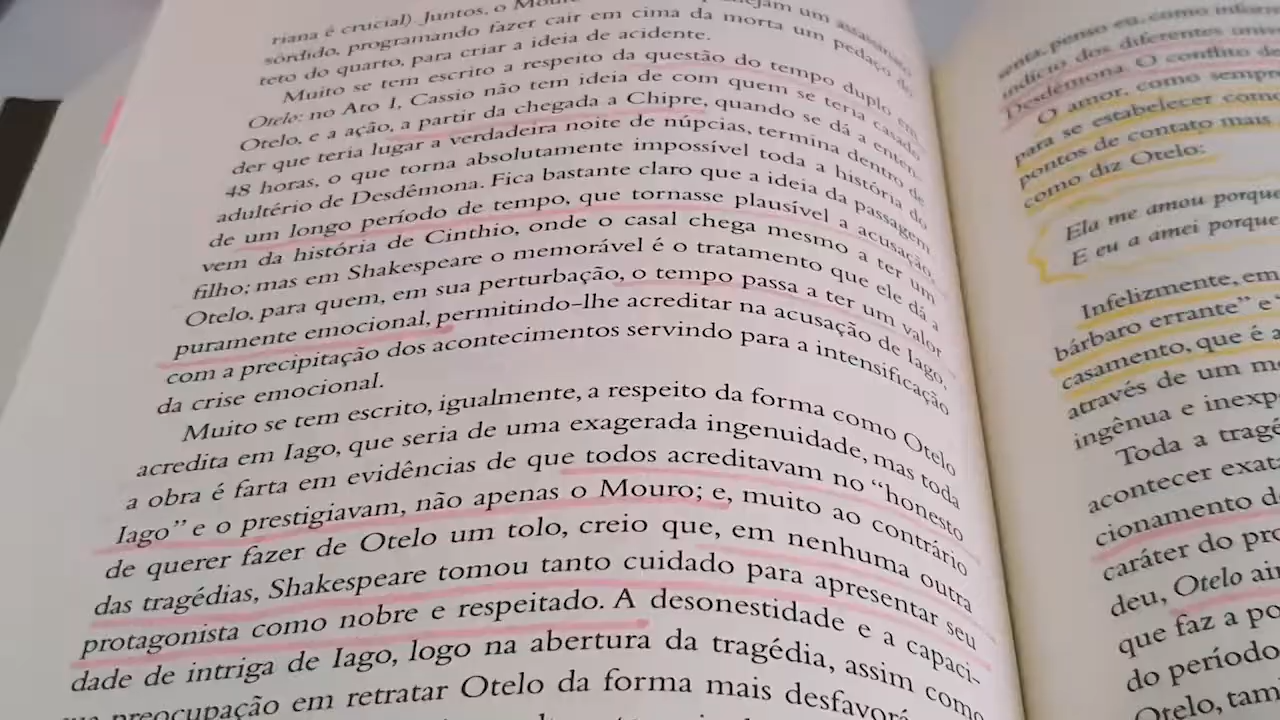 riana é crucial) Juntos, o Mouro
sórdido, programando fazer cair em cima da morta um pedaço do
teto do quarto, para criar a ideia de acidente.
Muito se tem escrito a respeito da questão do tempo duplo em
Otelo: no Ato I, Cassio não tem ideia de com quem se teria casado
Otelo, e a ação, a partir da chegada a Chipre, quando se dá a enten-
der que teria lugar a verdadeira noite de núpcias, termina dentro de
48 horas, o que torna absolutamente impossível toda a história do
adultério de Desdêmona. Fica bastante claro que a ideia da passagem
de um longo período de tempo, que tornasse plausível a acusação,
vem da história de Cinthio, onde o casal chega mesmo a ter um
filho; mas em Shakespeare o memorável é o tratamento que ele dá a
Otelo, para quem, em sua perturbação, o tempo passa a ter um valor
puramente emocional, permitindo-lhe acreditar na acusação de Iago,
com a precipitação dos acontecimentos servindo para a intensificação
da crise emocional.
Muito se tem escrito, igualmente, a respeito da forma como Otelo
acredita em Iago, que seria de uma exagerada ingenuidade, mas toda
a obra é farta em evidências de que todos acreditavam no “honesto
Iago” e o prestigiavam, não apenas o Mouro; e, muito ao contrário
de querer fazer de Otelo um tolo, creio que, em nenhuma outra
das tragédias, Shakespeare tomou tanto cuidado para apresentar seu
protagonista como nobre e respeitado. A desonestidade e a capaci-
dade de intriga de Iago, logo na abertura da tragédia, assim como
preocupação em retratar Otelo da forma mais desfavorá
penso eu, como
indício dos diferentes
Desdêmona. O conflito
O amor, como sempre
para se estabelecer como
pontos de contato mais
como diz Otelo:
Ela me amou porque
E eu a amei porque
Infelizmente, em
bárbaro errante” e
casamento, que é a
através de um
ingênua e
Toda a
acontecer
cionamento
caráter do
deu, Otelo
que faz a
do período
Otelo,